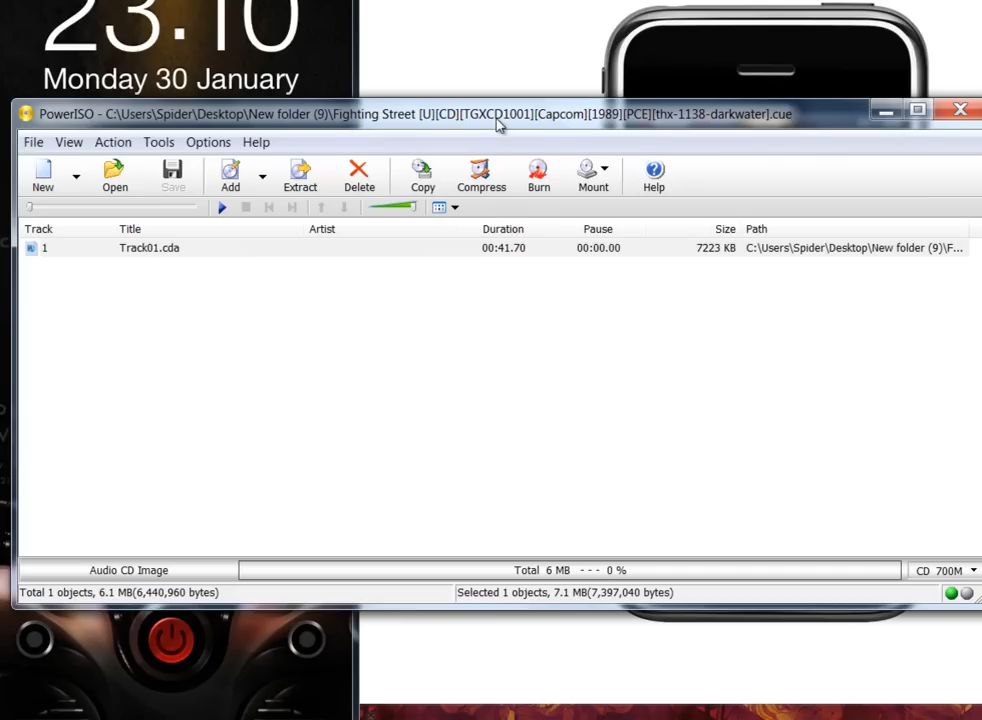 23:10
Monday 30 January
PowerISO - C:\Users\Spider\Desktop\New folder (9)\Fighting Street [U][CD][TGXCD1001][Capcom][1989][PCE][thx-1138-darkwater].cue
File View Action Tools Options Help
New Open Save Add Extract Delete Copy Compress Burn Mount Help
Track Title Artist Duration Pause Size Path
1 Track01.cda 00:41.70 00:00.00 7223 KB C:\Users\Spider\Desktop\New folder (9)\F...
Audio CD Image Total 6 MB - - - 0 % CD 700M
Total 1 objects, 6.1 MB(6,440,960 bytes) Selected 1 objects, 7.1 MB(7,397,040 bytes)